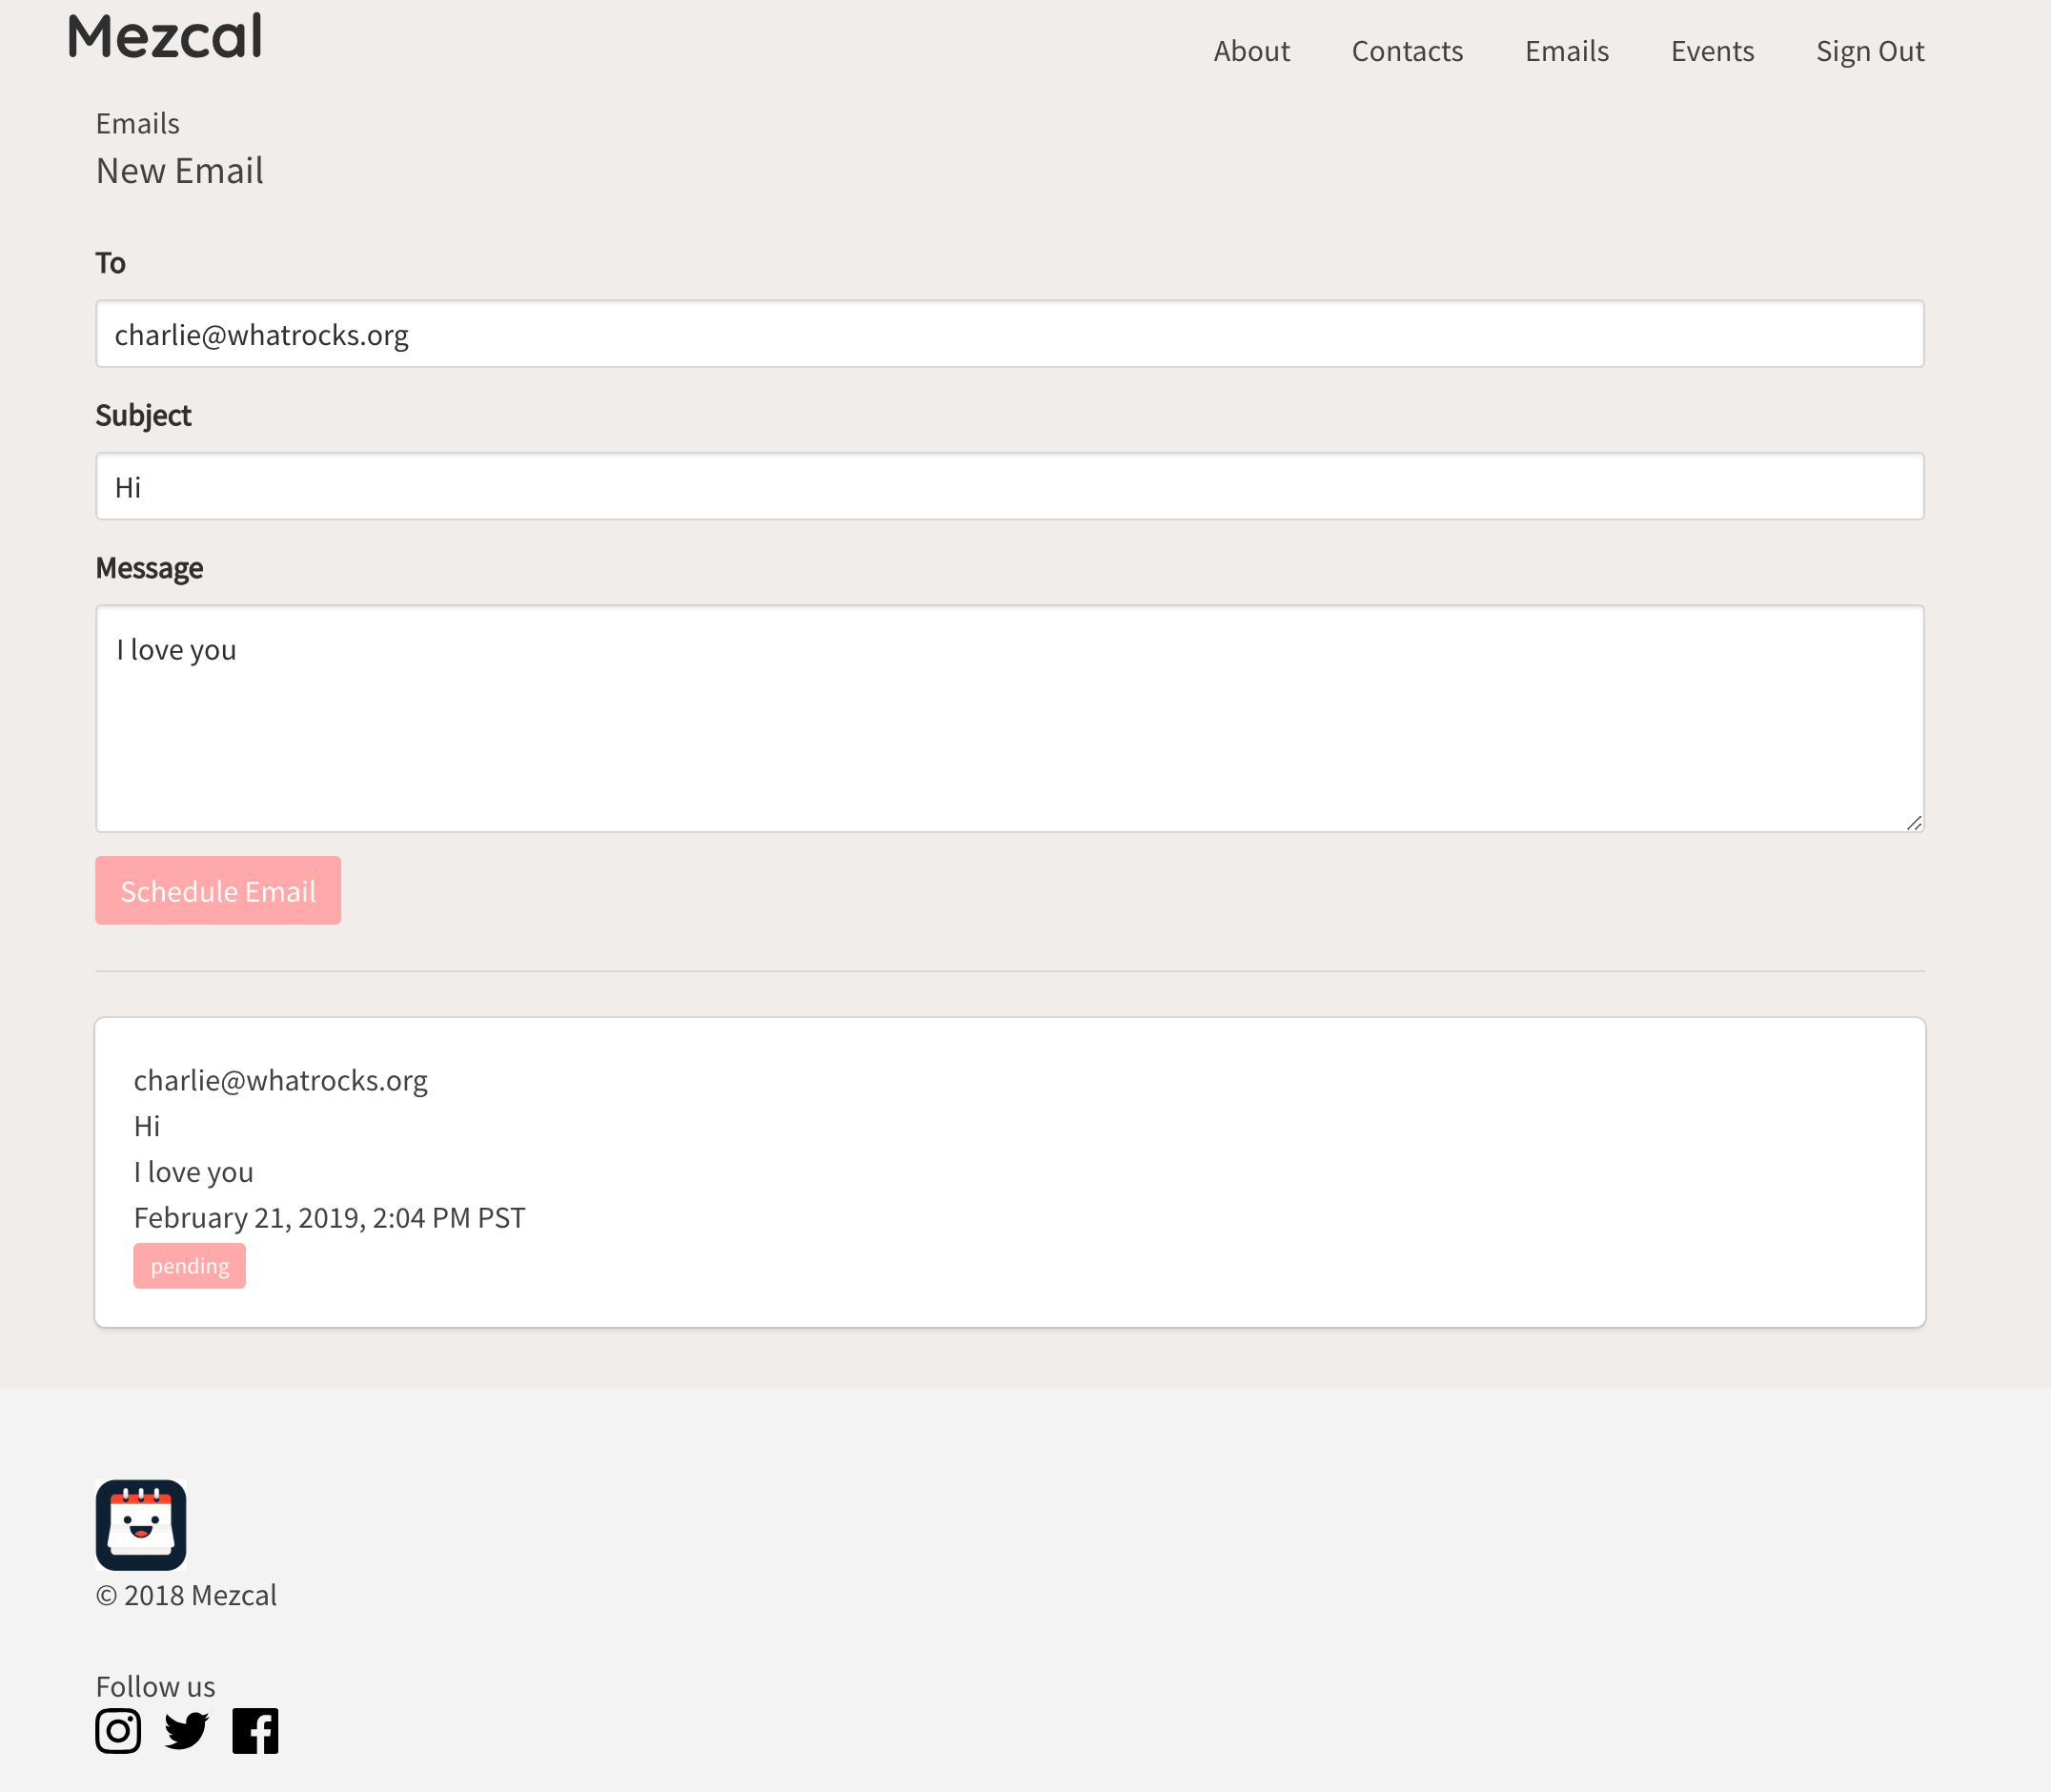 Mezcal
About Contacts Emails Events Sign Out
Emails
New Email
To
charlie@whatrocks.org
Subject
Hi
Message
I love you
Schedule Email
charlie@whatrocks.org
Hi
I love you
February 21, 2019, 2:04 PM PST
pending
© 2018 Mezcal
Follow us